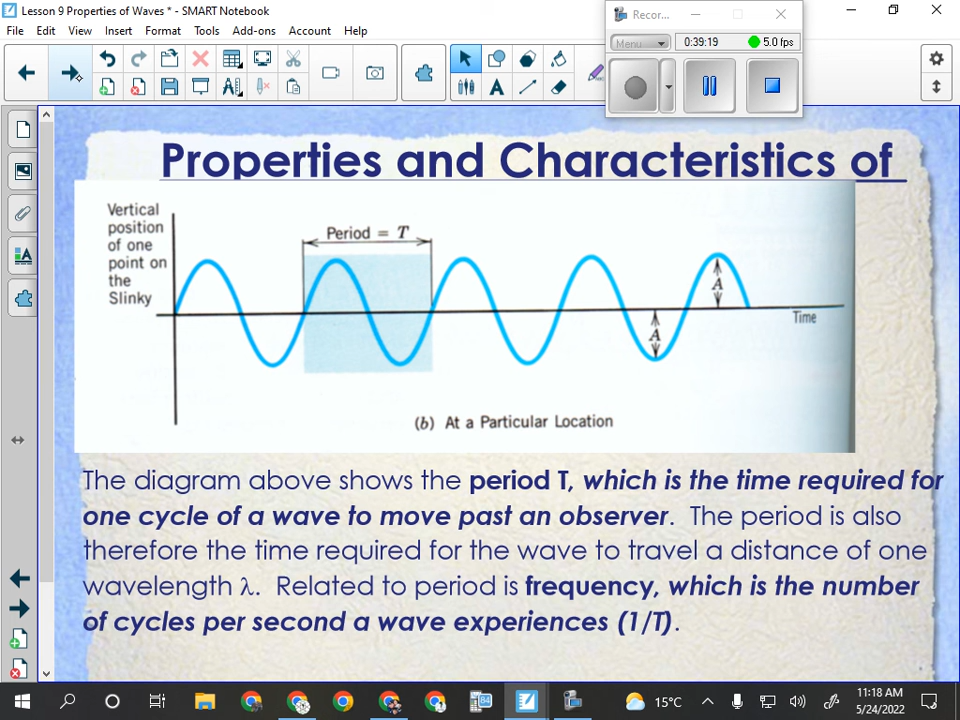 Lesson 9 Properties of Waves * - SMART Notebook
File Edit View Insert Format Tools Add-ons Account Help
Recor...
Menu
0:39:19
5.0 fps
Properties and Characteristics of
Vertical
position
of one
point on
the
Slinky
Period = T
A
A
Time
(b) At a Particular Location
The diagram above shows the period T, which is the time required for
one cycle of a wave to move past an observer. The period is also
therefore the time required for the wave to travel a distance of one
wavelength λ. Related to period is frequency, which is the number
of cycles per second a wave experiences (1/T).
84
15°C
11:18 AM
5/24/2022